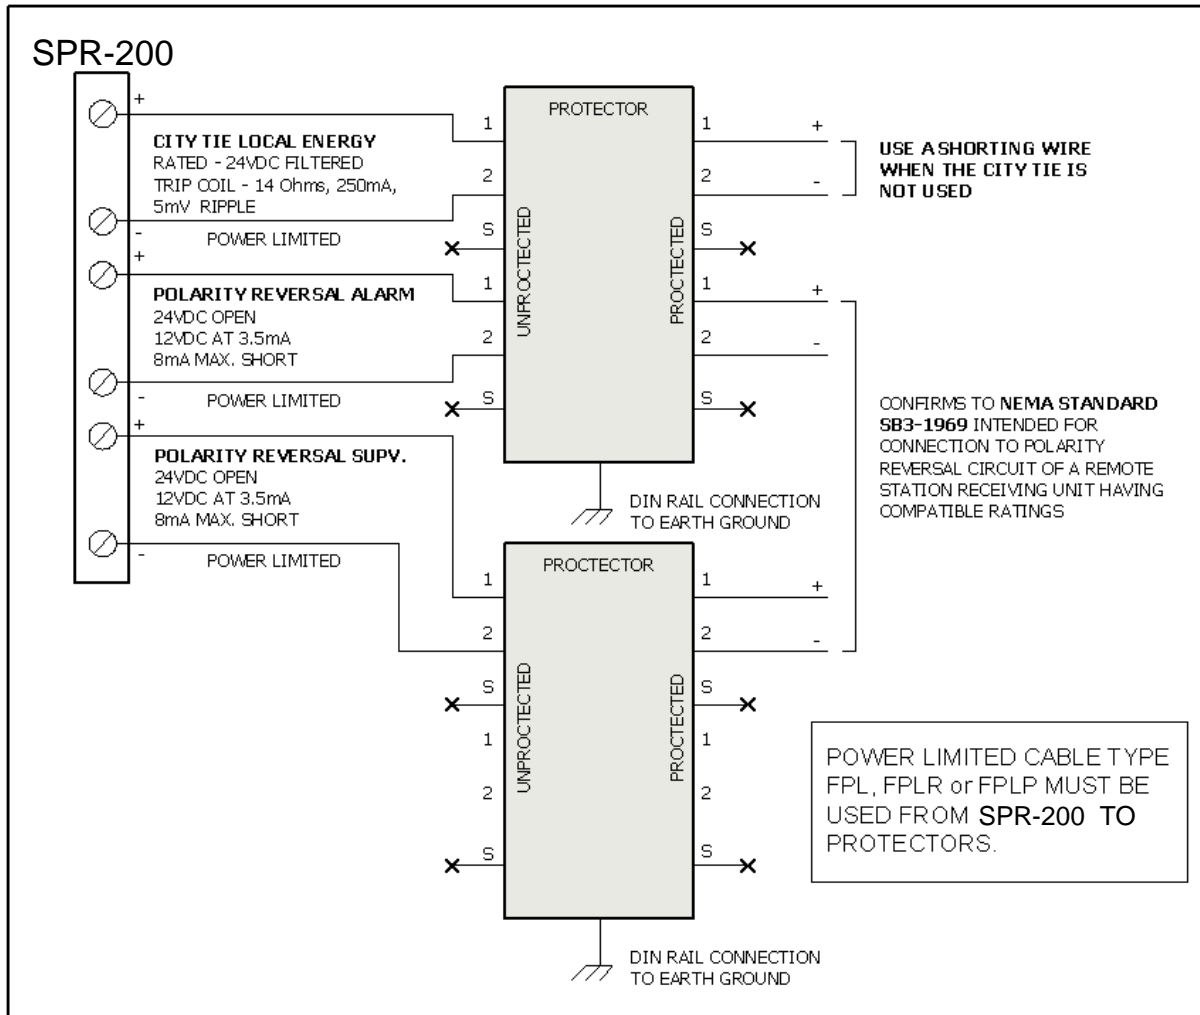 SPR-200
+
CITY TIE LOCAL ENERGY
RATED - 24VDC FILTERED
TRIP COIL - 14 Ohms, 250mA,
5mV RIPPLE
-
POWER LIMITED
+
POLARITY REVERSAL ALARM
24VDC OPEN
12VDC AT 3.5mA
8mA MAX. SHORT
-
POWER LIMITED
+
POLARITY REVERSAL SUPV.
24VDC OPEN
12VDC AT 3.5mA
8mA MAX. SHORT
-
POWER LIMITED
PROTECTOR
1
2
S
1
2
S
UNPROCTECTED
PROCTECTED
1
2
S
1
2
S
+
-
+
-
USE A SHORTING WIRE
WHEN THE CITY TIE IS
NOT USED
DIN RAIL CONNECTION
TO EARTH GROUND
CONFIRMS TO NEMA STANDARD
SB3-1969 INTENDED FOR
CONNECTION TO POLARITY
REVERSAL CIRCUIT OF A REMOTE
STATION RECEIVING UNIT HAVING
COMPATIBLE RATINGS
PROCTECTOR
1
2
S
1
2
S
UNPROCTECTED
PROCTECTED
1
2
S
1
2
S
+
-
DIN RAIL CONNECTION
TO EARTH GROUND
POWER LIMITED CABLE TYPE
FPL, FPLR or FPLP MUST BE
USED FROM SPR-200 TO
PROTECTORS.